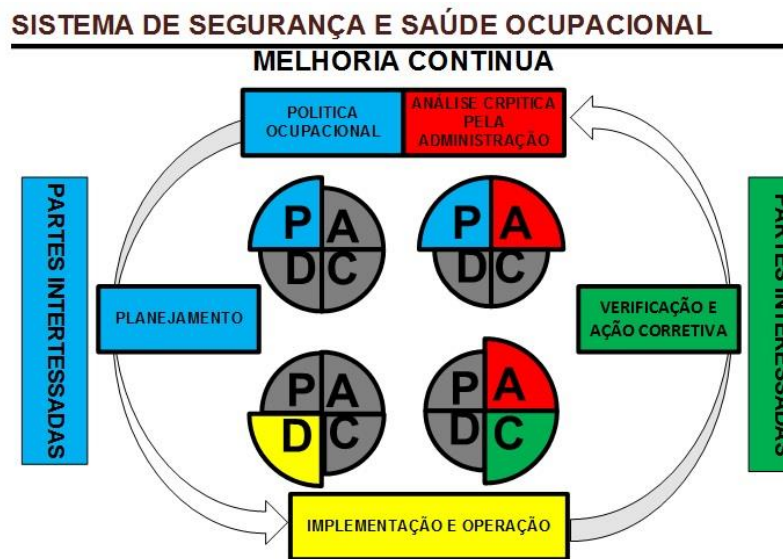 SISTEMA DE SEGURANÇA E SAÚDE OCUPACIONAL
MELHORIA CONTINUA
POLITICA
OCUPACIONAL
ANÁLISE CRPITICA
PELA
ADMINISTRAÇÃO
PARTES INTERTESSADAS
P A
D C
P A
D C
PLANEJAMENTO
VERIFICAÇÃO E
AÇÃO CORRETIVA
P A
D C
P A
D C
IMPLEMENTAÇÃO E OPERAÇÃO